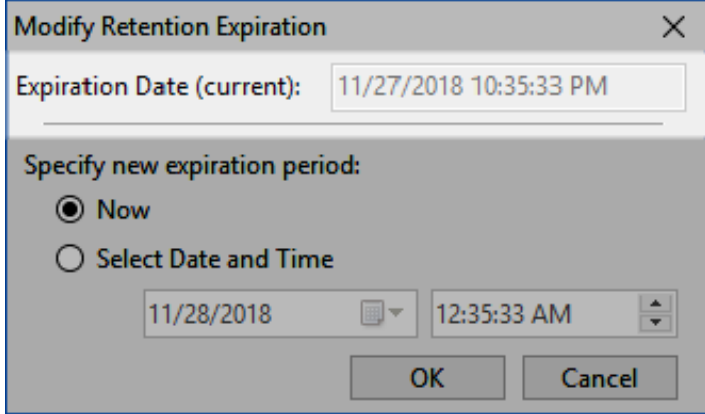 Modify Retention Expiration
Expiration Date (current): 11/27/2018 10:35:33 PM
Specify new expiration period:
Now
Select Date and Time
11/28/2018 12:35:33 AM
OK Cancel